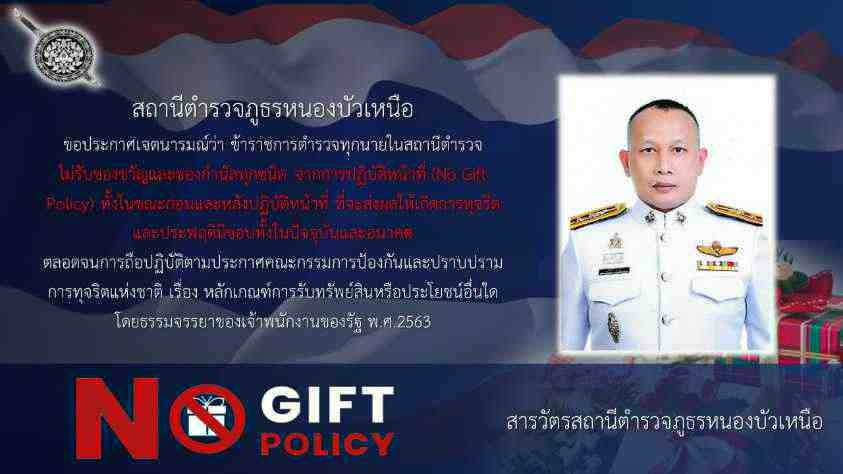 สถานีตำรวจภูธรหนองบัวเหนือ
ขอประกาศเจตนารมณ์ว่า ข้าราชการตำรวจทุกนายในสถานีตำรวจ
ไม่รับของขวัญและของกำนัลทุกชนิด จากการปฏิบัติหน้าที่ (No Gift
Policy) ทั้งในขณะก่อนและหลังปฏิบัติหน้าที่ ที่จะส่งผลให้เกิดการทุจริต
และประพฤติมิชอบทั้งในปัจจุบันและอนาคต
ตลอดจนการถือปฏิบัติตามประกาศคณะกรรมการป้องกันและปราบปราม
การทุจริตแห่งชาติ เรื่อง หลักเกณฑ์การรับทรัพย์สินหรือประโยชน์อื่นใด
โดยธรรมจรรยาของเจ้าพนักงานของรัฐ พ.ศ.2563
NO GIFT
POLICY
สารวัตรสถานีตำรวจภูธรหนองบัวเหนือ